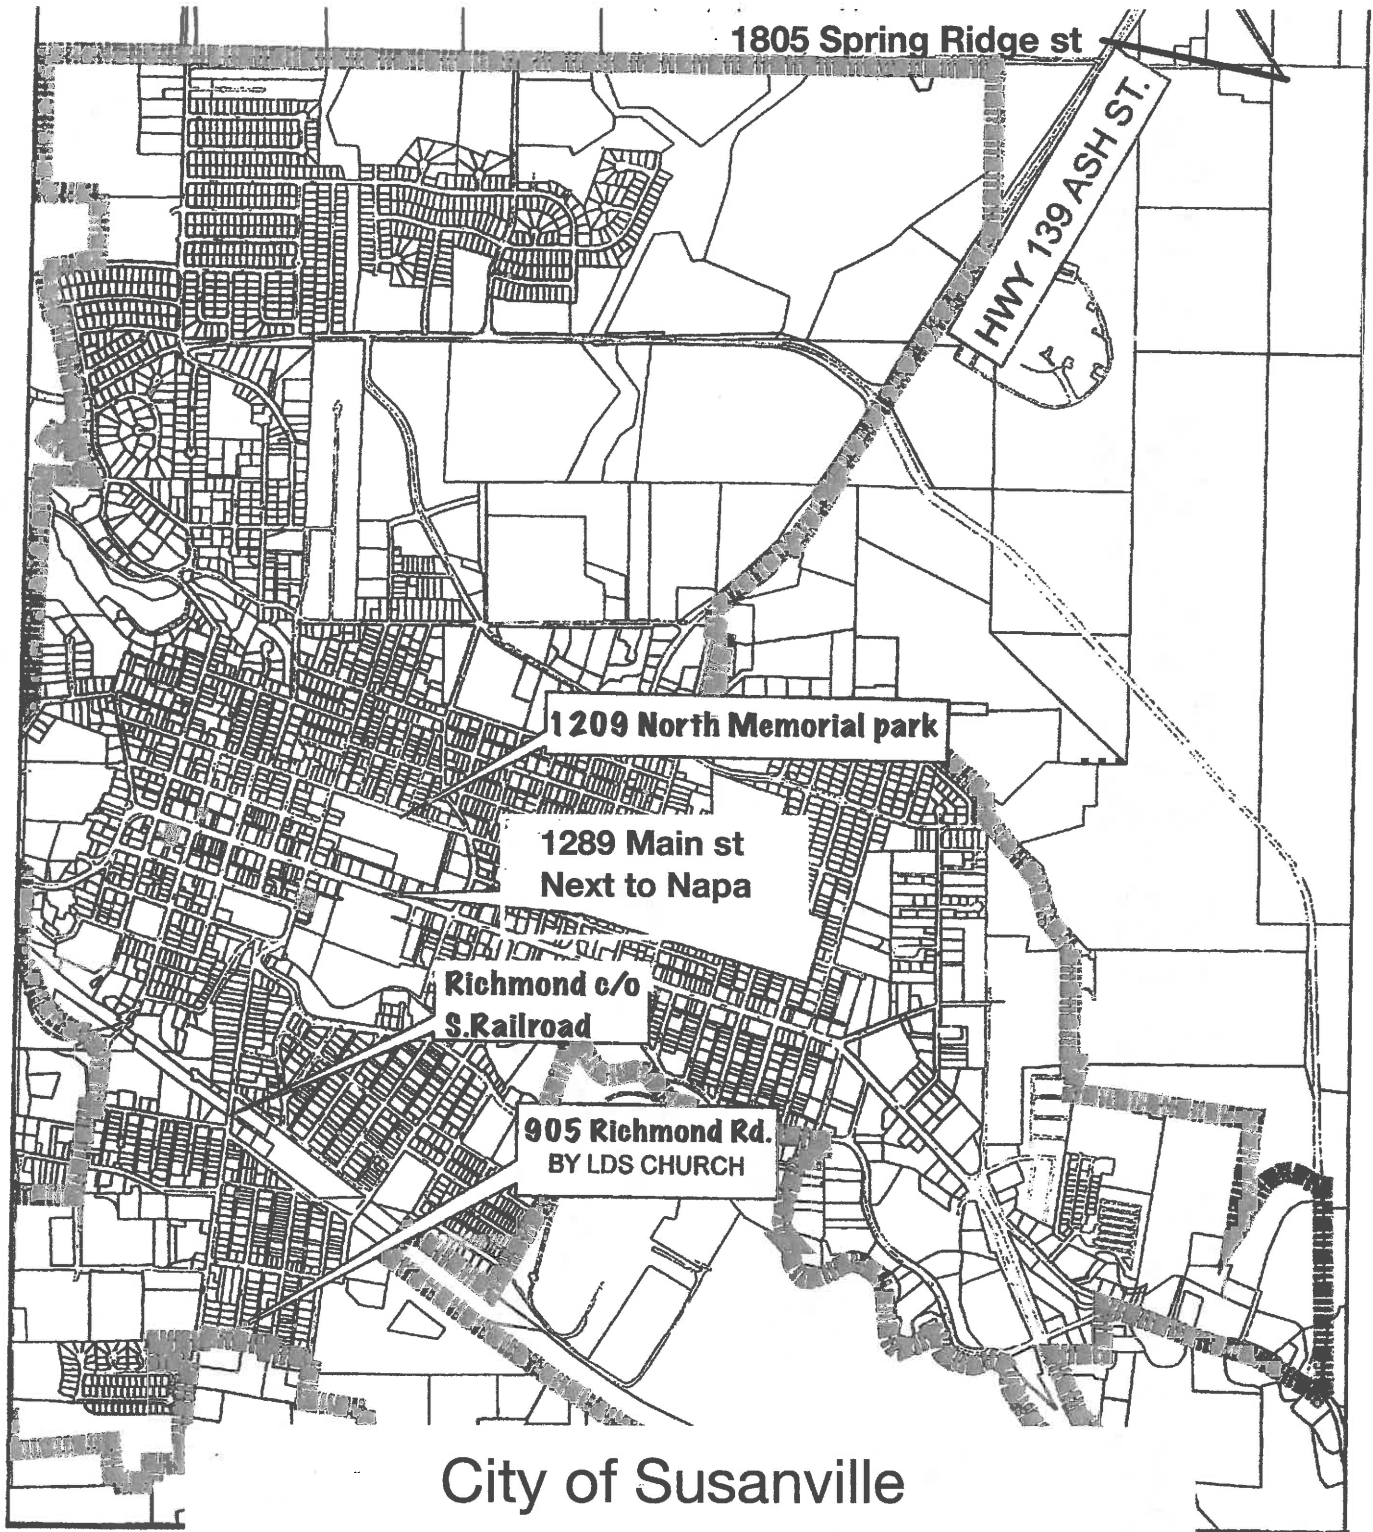 1805 Spring Ridge st
HWY 139 ASH ST.
1209 North Memorial park
1289 Main st
Next to Napa
Richmond c/o
S.Railroad
905 Richmond Rd.
BY LDS CHURCH
City of Susanville